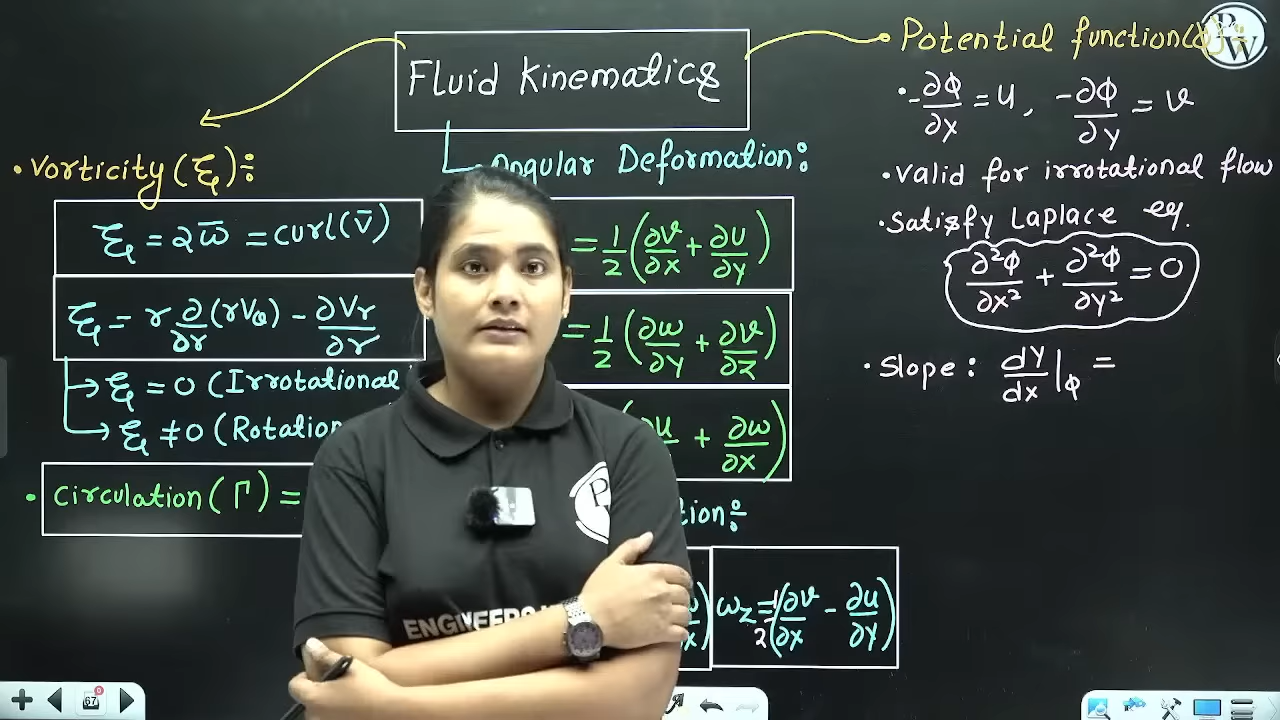 Fluid Kinematics
Potential function(φ):-
• -∂Φ/∂x = u, -∂Φ/∂y = v
• Valid for irrotational flow
• Satisfy Laplace eq.
∂²Φ/∂x² + ∂²Φ/∂y² = 0
• Slope: dy/dx|φ =
• Vorticity (ξ):-
ξ = 2ω̅ = curl(V̅)
ξ = r ∂/∂r (rVθ) - ∂Vr/∂r
→ ξ = 0 (Irrotational
→ ξ ≠ 0 (Rotation
• Circulation (Γ) =
Angular Deformation:-
= 1/2 (∂v/∂x + ∂u/∂y)
= 1/2 (∂w/∂y + ∂v/∂z)
(∂u/ + ∂w/∂x)
tion:-
ωz = 1/2 (∂v/∂x - ∂u/∂y)
PW
67